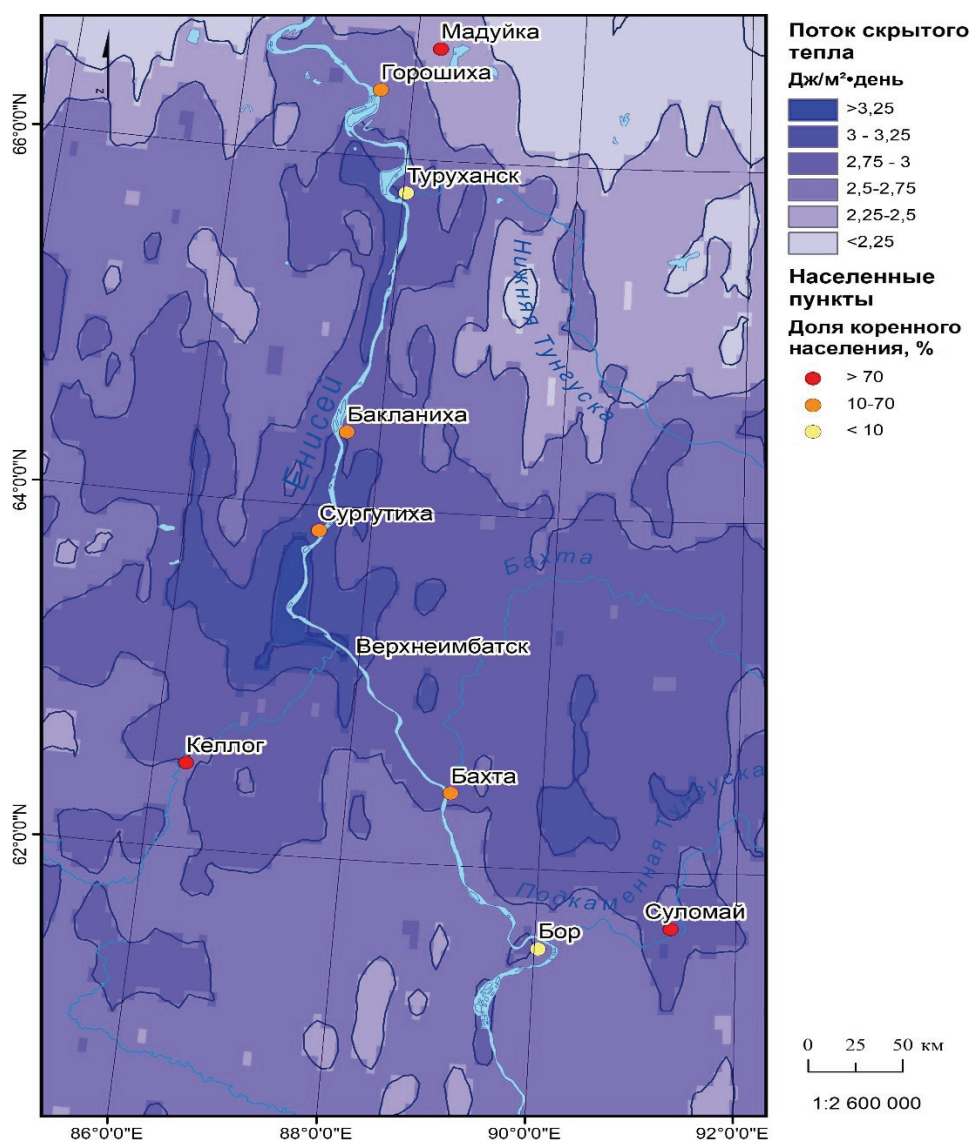 Мадуйка
Горошиха
Туруханск
Нижняя Тунгуска
Енисей
Бакланиха
Сургутиха
Бахта
Верхнеимбатск
Келлог
Бахта
Подкаменная Тунгуска
Суломай
Бор
66°0'0"N
64°0'0"N
62°0'0"N
86°0'0"E
88°0'0"E
90°0'0"E
92°0'0"E
Z
Поток скрытого
тепла
Дж/м²•день
>3,25
3 - 3,25
2,75 - 3
2,5-2,75
2,25-2,5
<2,25
Населенные
пункты
Доля коренного
населения, %
> 70
10-70
< 10
0 25 50 км
1:2 600 000